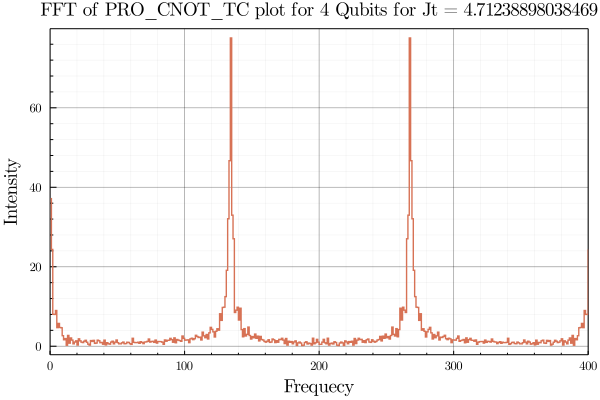 FFT of PRO_CNOT_TC plot for 4 Qubits for Jt = 4.71238898038469
60
40
20
0
Intensity
0 100 200 300 400
Frequecy